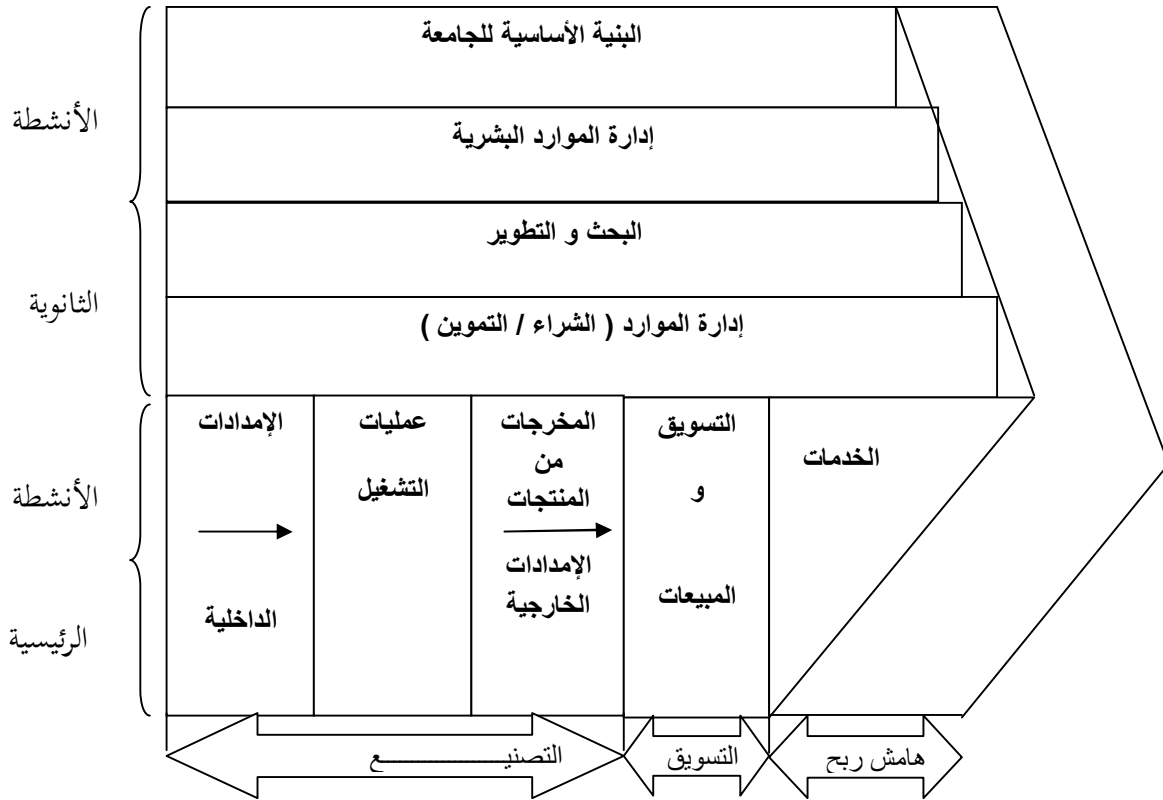 البنية الأساسية للجامعة
إدارة الموارد البشرية
البحث و التطوير
إدارة الموارد ( الشراء / التموين )
الأنشطة
الثانوية
الإمدادات
الداخلية
عمليات
التشغيل
المخرجات
من
المنتجات
الإمدادات
الخارجية
التسويق
و
المبيعات
الخدمات
الأنشطة
الرئيسية
التصنيـــــــــــــــع
التسويق
هامش ربح